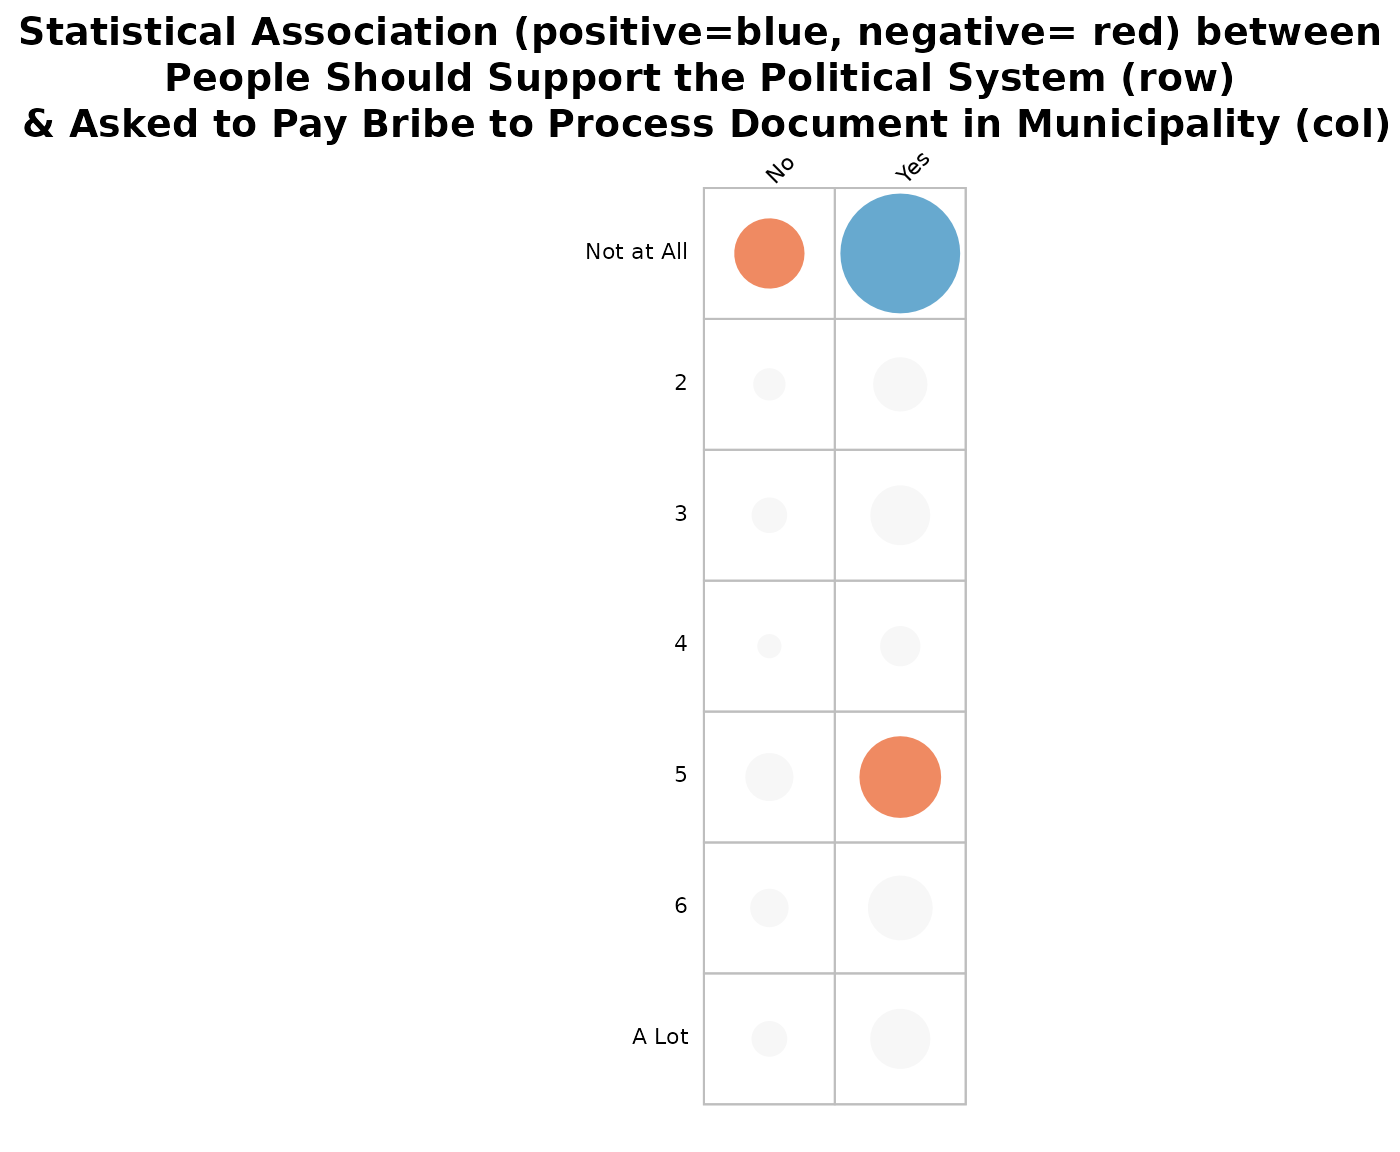 Statistical Association (positive=blue, negative= red) between
People Should Support the Political System (row)
& Asked to Pay Bribe to Process Document in Municipality (col)
No Yes
Not at All
2
3
4
5
6
A Lot